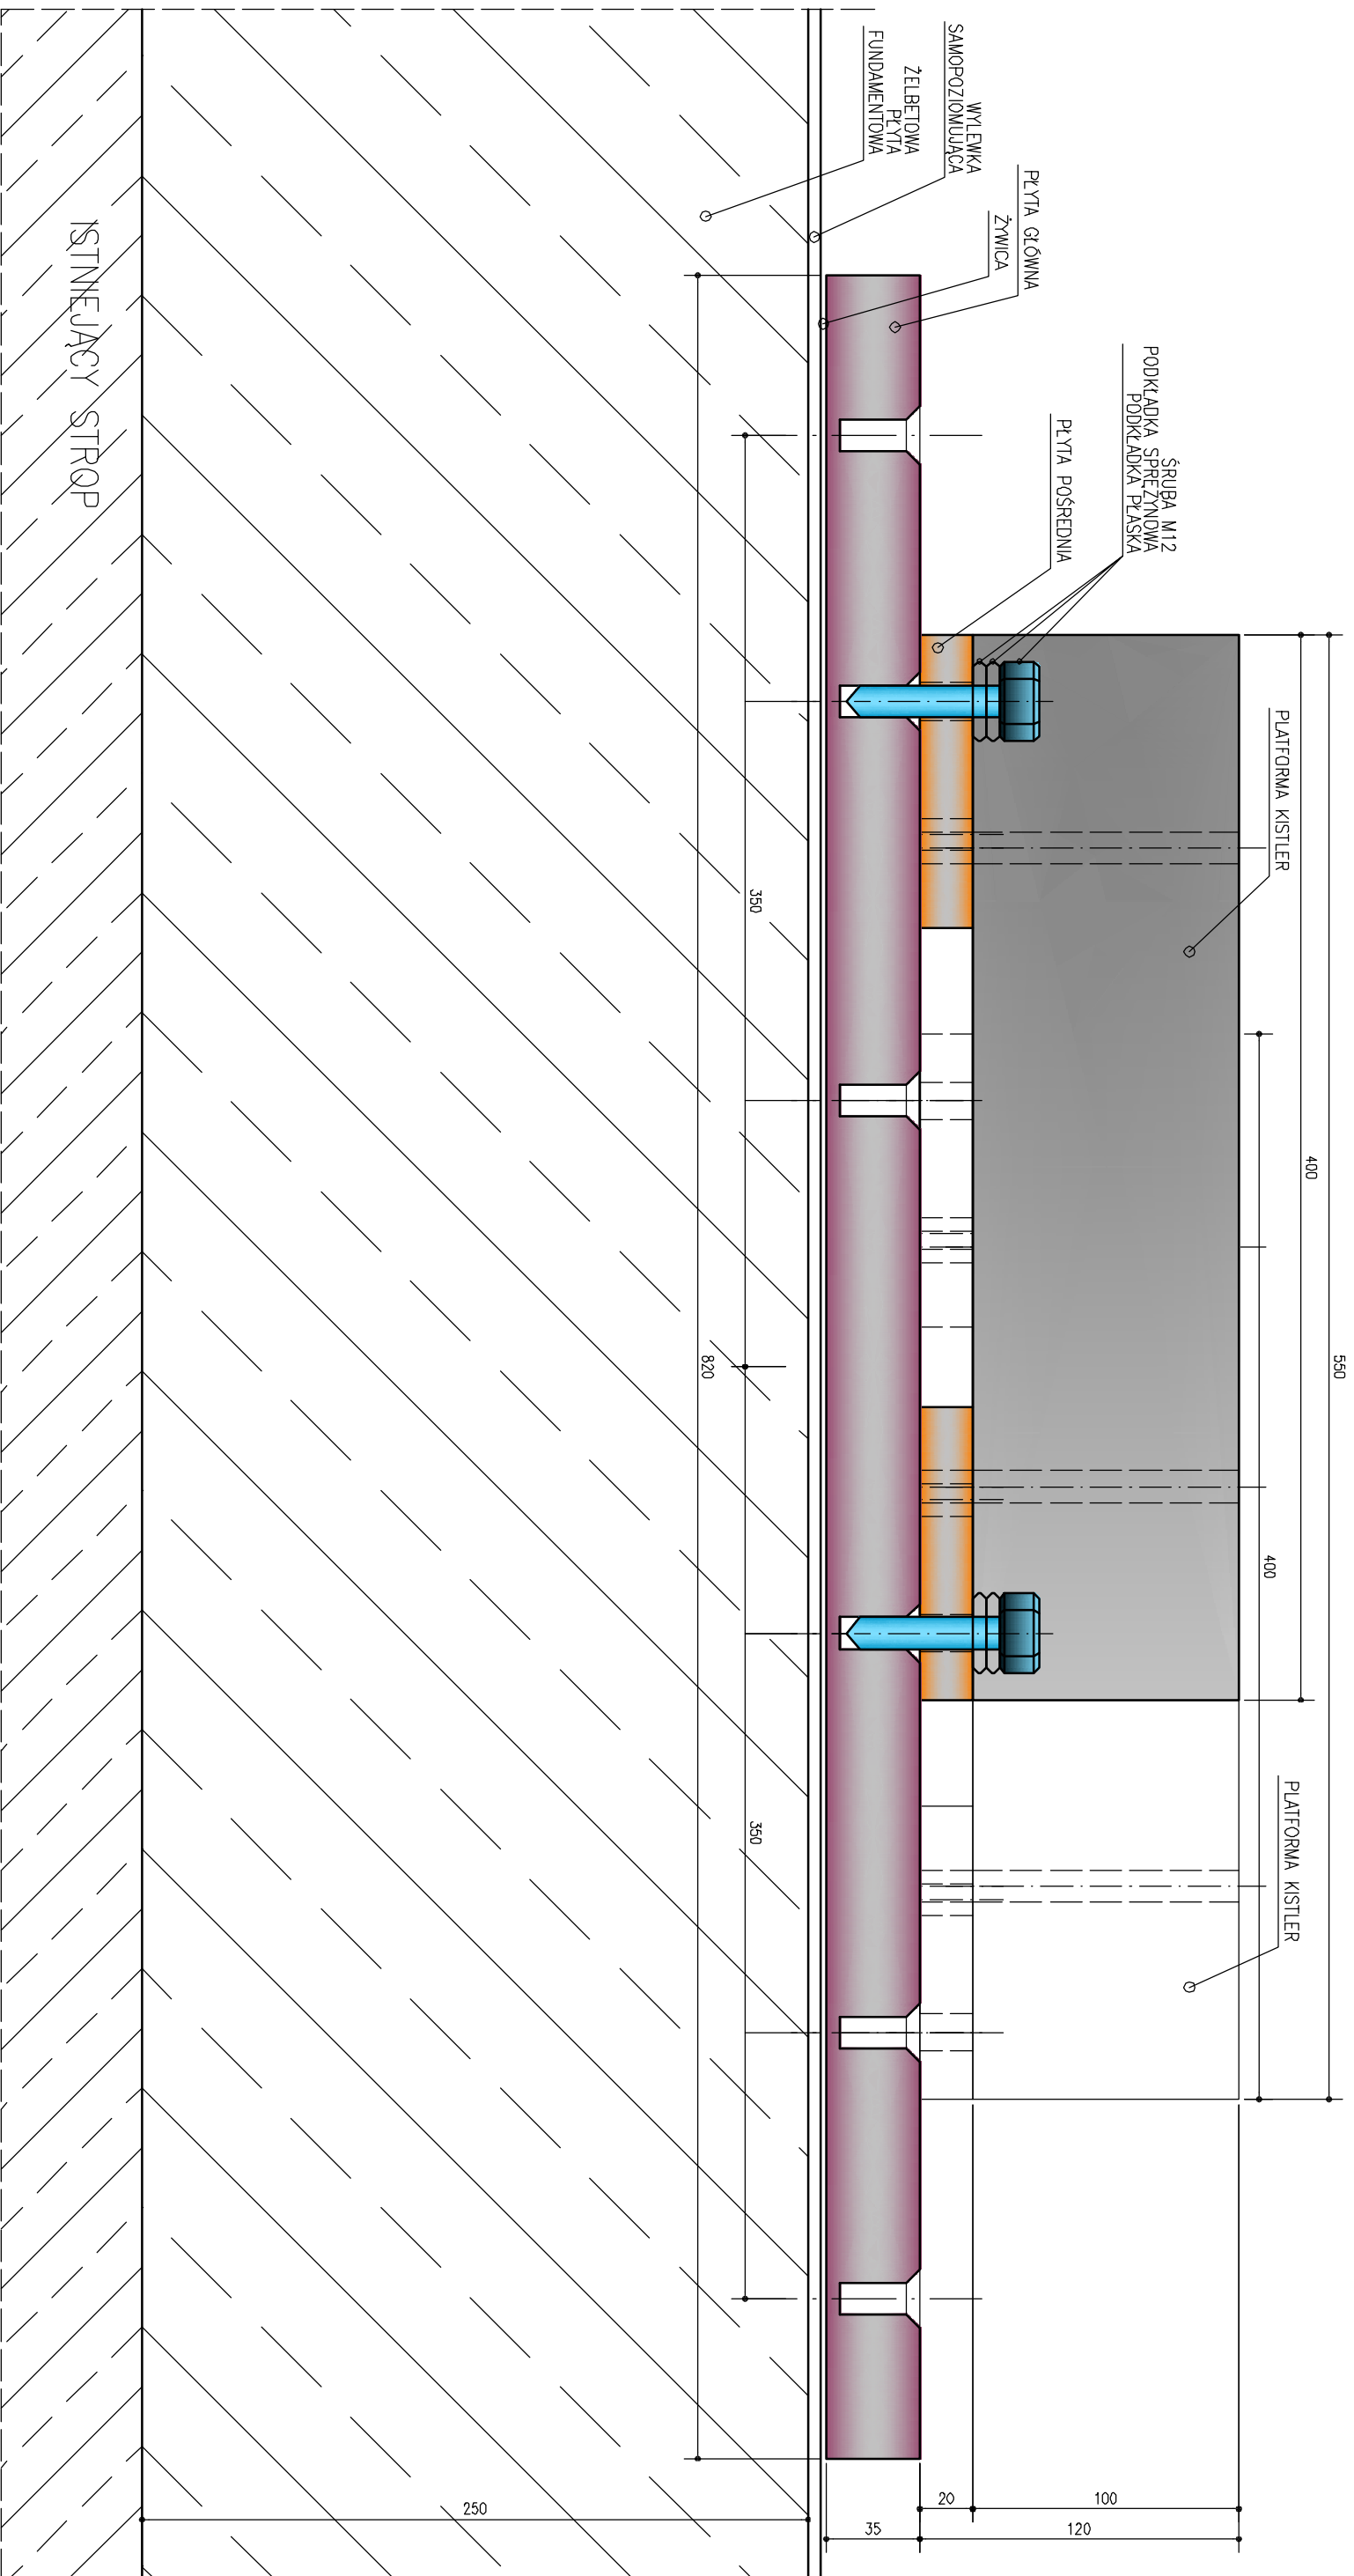 550
400
400
PLATFORMA KISTLER
PLATFORMA KISTLER
ŚRUBA M12
PODKŁADKA SPRĘŻYNOWA
PODKŁADKA PŁASKA
PŁYTA POŚREDNIA
PŁYTA GŁÓWNA
ŻYWICA
WYLEWKA
SAMOPOZIOMUJĄCA
ŻELBETOWA
PŁYTA
FUNDAMENTOWA
100
120
20
35
350
350
820
250
ISTNIEJĄCY STROP